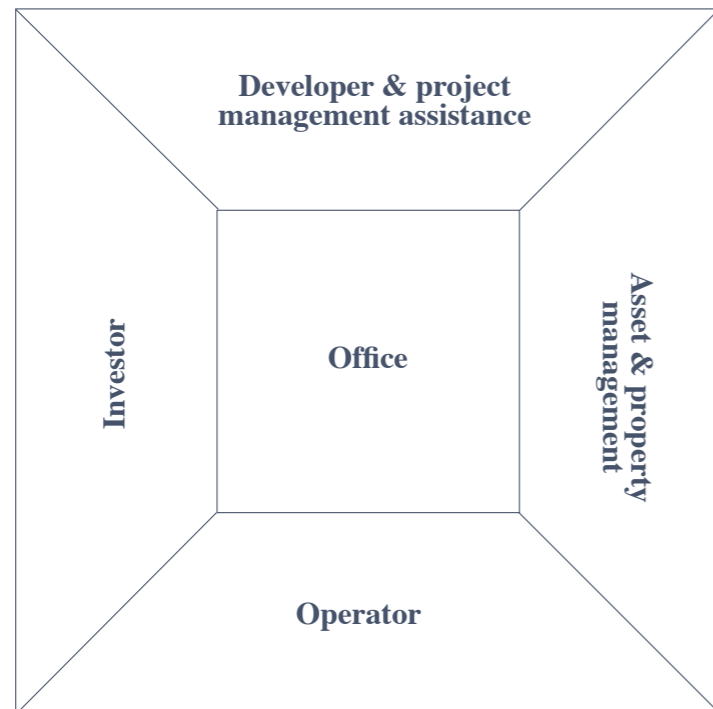 Developer & project
management assistance
Investor
Office
Asset & property
management
Operator